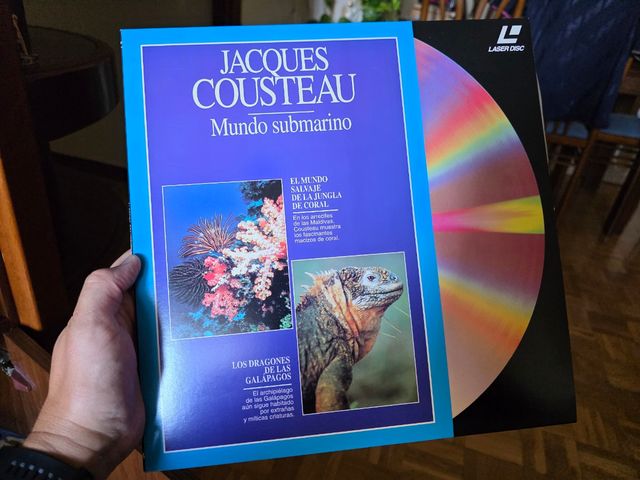 JACQUES
COUSTEAU
Mundo submarino
EL MUNDO
SALVAJE
DE LA JUNGLA
DE CORAL
En los arrecifes
de las Maldivas,
Cousteau muestra
los fascinantes
macizos de coral.
LOS DRAGONES
DE LAS
GALÁPAGOS
El archipiélago
de las Galápagos
aún sigue habitado
por extrañas
y míticas criaturas.
LASER DISC